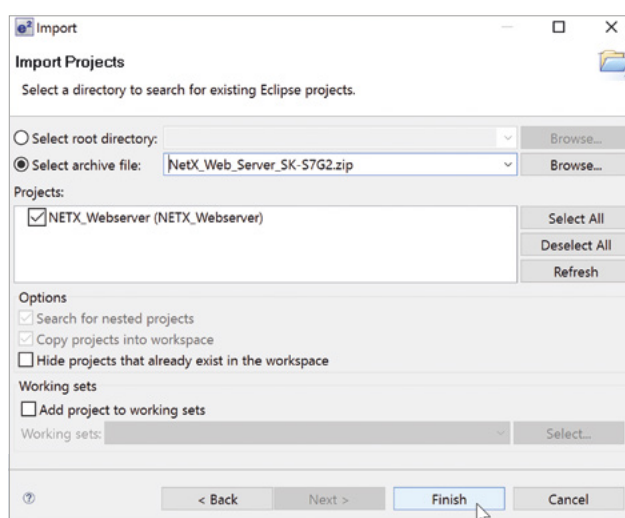 e² Import
Import Projects
Select a directory to search for existing Eclipse projects.
Select root directory:
Browse...
Select archive file:
NetX_Web_Server_SK-S7G2.zip
Browse...
Projects:
NETX_Webserver (NETX_Webserver)
Select All
Deselect All
Refresh
Options
Search for nested projects
Copy projects into workspace
Hide projects that already exist in the workspace
Working sets
Add project to working sets
Working sets:
Select...
?
< Back
Next >
Finish
Cancel